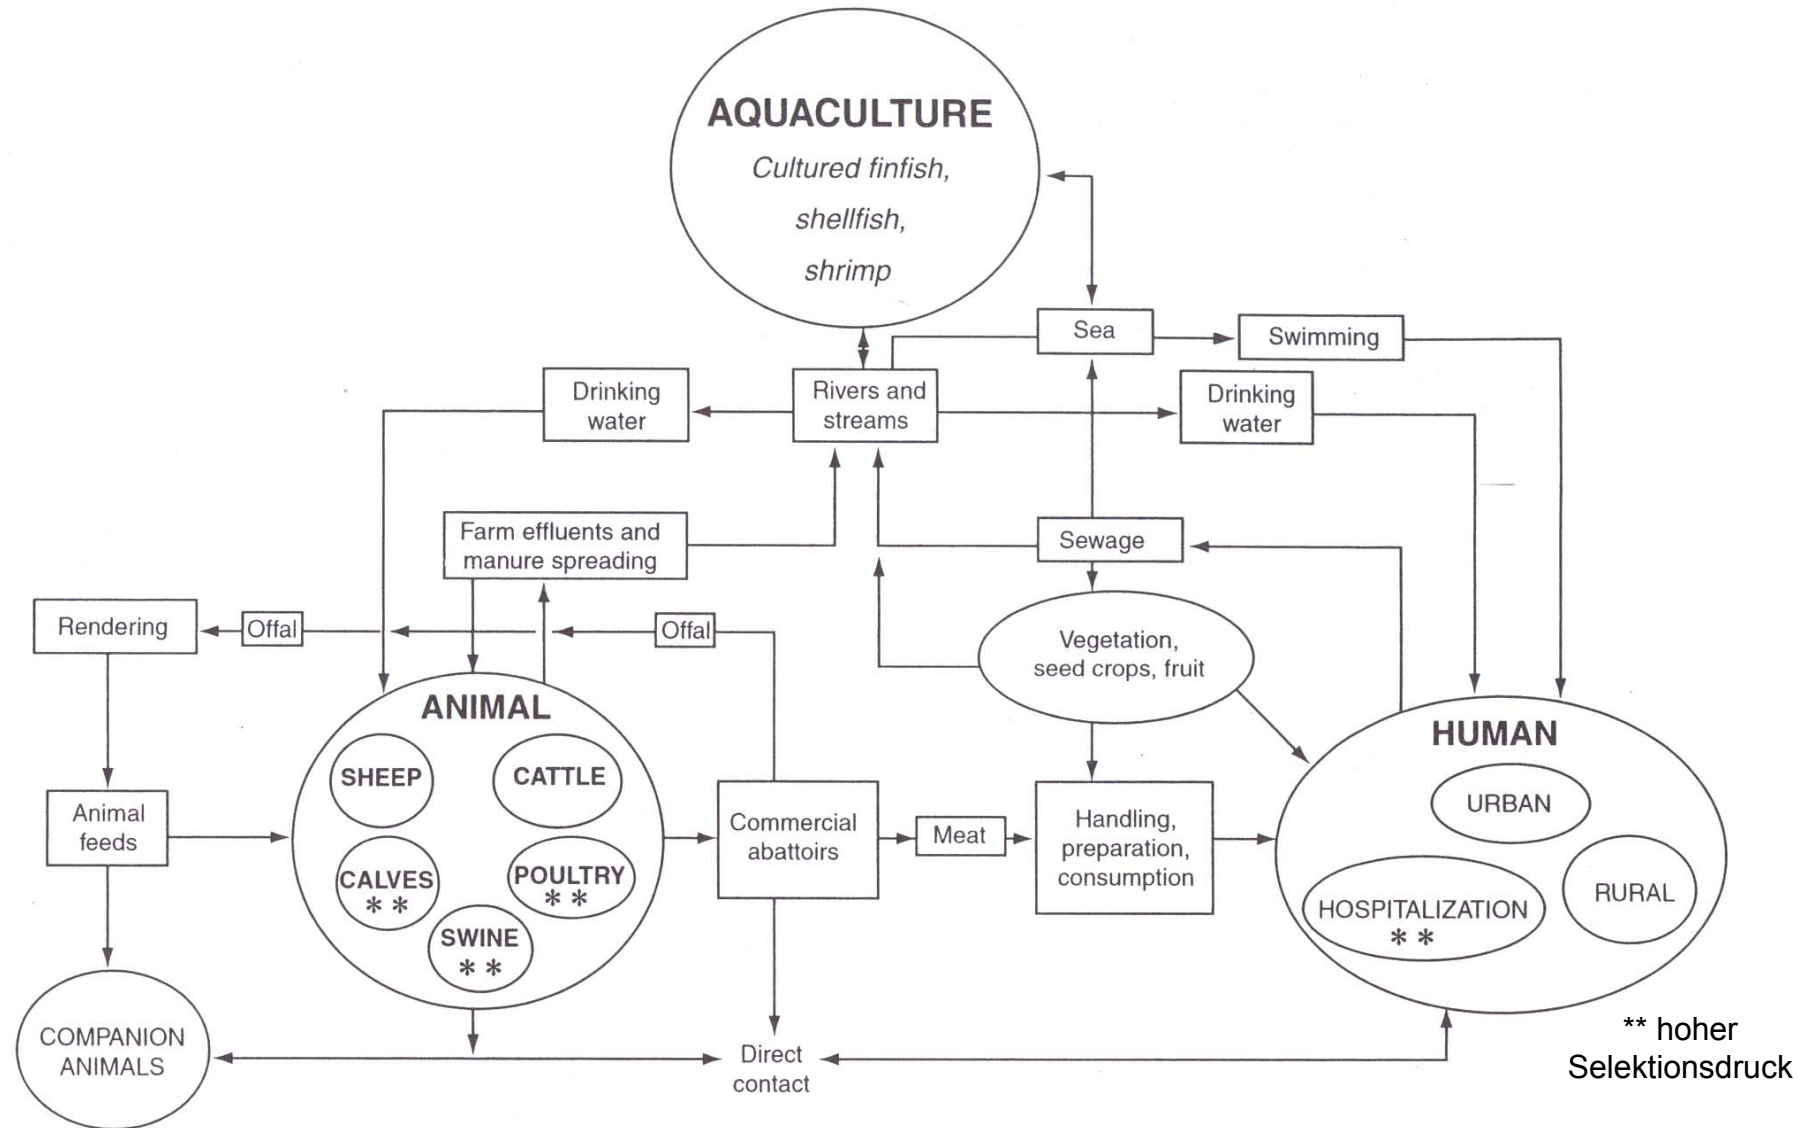 AQUACULTURE
Cultured finfish,
shellfish,
shrimp
Sea
Swimming
Drinking
water
Rivers and
streams
Drinking
water
Farm effluents and
manure spreading
Sewage
Rendering
Offal
Offal
Vegetation,
seed crops, fruit
ANIMAL
SHEEP
CATTLE
CALVES
**
POULTRY
**
SWINE
**
Animal
feeds
Commercial
abattoirs
Meat
Handling,
preparation,
consumption
HUMAN
URBAN
RURAL
HOSPITALIZATION
**
COMPANION
ANIMALS
Direct
contact
** hoher
Selektionsdruck